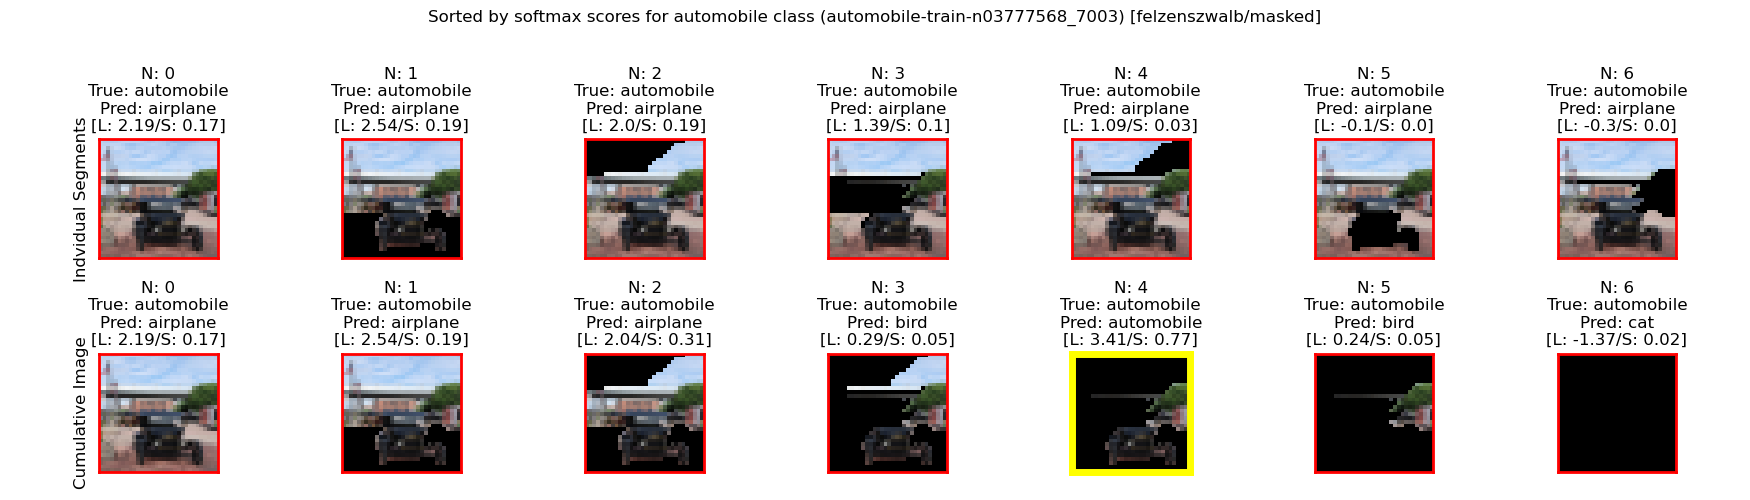 Sorted by softmax scores for automobile class (automobile-train-n03777568_7003) [felzenszwalb/masked]
Indvidual Segments
N: 0
True: automobile
Pred: airplane
[L: 2.19/S: 0.17]
N: 1
True: automobile
Pred: airplane
[L: 2.54/S: 0.19]
N: 2
True: automobile
Pred: airplane
[L: 2.0/S: 0.19]
N: 3
True: automobile
Pred: airplane
[L: 1.39/S: 0.1]
N: 4
True: automobile
Pred: airplane
[L: 1.09/S: 0.03]
N: 5
True: automobile
Pred: airplane
[L: -0.1/S: 0.0]
N: 6
True: automobile
Pred: airplane
[L: -0.3/S: 0.0]
Cumulative Image
N: 0
True: automobile
Pred: airplane
[L: 2.19/S: 0.17]
N: 1
True: automobile
Pred: airplane
[L: 2.54/S: 0.19]
N: 2
True: automobile
Pred: airplane
[L: 2.04/S: 0.31]
N: 3
True: automobile
Pred: bird
[L: 0.29/S: 0.05]
N: 4
True: automobile
Pred: automobile
[L: 3.41/S: 0.77]
N: 5
True: automobile
Pred: bird
[L: 0.24/S: 0.05]
N: 6
True: automobile
Pred: cat
[L: -1.37/S: 0.02]